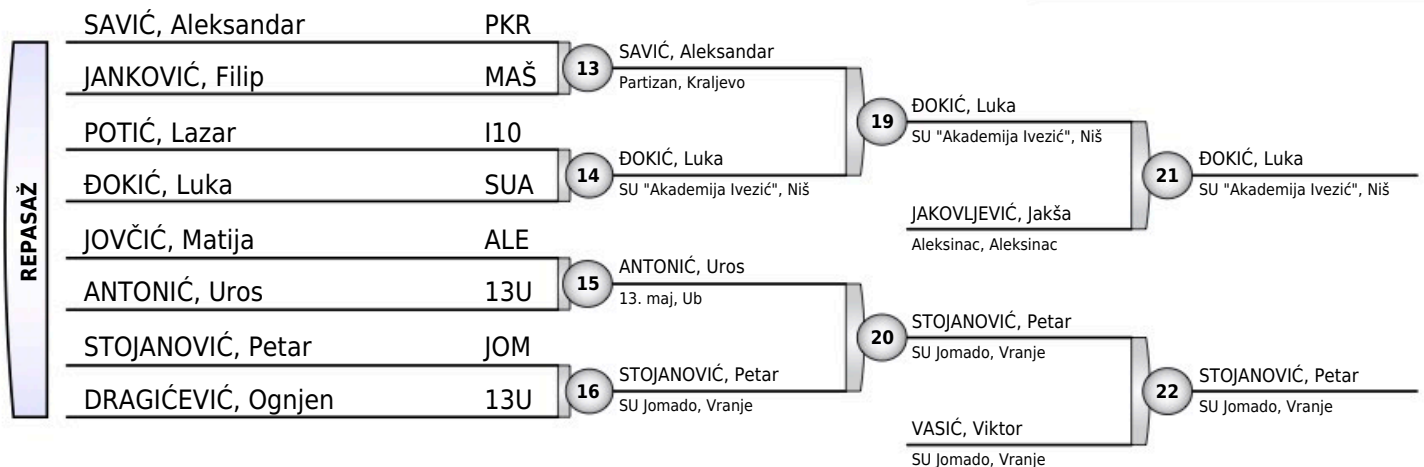 REPASAŽ
SAVIĆ, Aleksandar PKR
JANKOVIĆ, Filip MAŠ
POTIĆ, Lazar I10
ĐOKIĆ, Luka SUA
JOVČIĆ, Matija ALE
ANTONIĆ, Uros 13U
STOJANOVIĆ, Petar JOM
DRAGIĆEVIĆ, Ognjen 13U
13
SAVIĆ, Aleksandar
Partizan, Kraljevo
14
ĐOKIĆ, Luka
SU "Akademija Ivezić", Niš
15
ANTONIĆ, Uros
13. maj, Ub
16
STOJANOVIĆ, Petar
SU Jomado, Vranje
19
ĐOKIĆ, Luka
SU "Akademija Ivezić", Niš
JAKOVLJEVIĆ, Jakša
Aleksinac, Aleksinac
20
STOJANOVIĆ, Petar
SU Jomado, Vranje
VASIĆ, Viktor
SU Jomado, Vranje
21
ĐOKIĆ, Luka
SU "Akademija Ivezić", Niš
22
STOJANOVIĆ, Petar
SU Jomado, Vranje